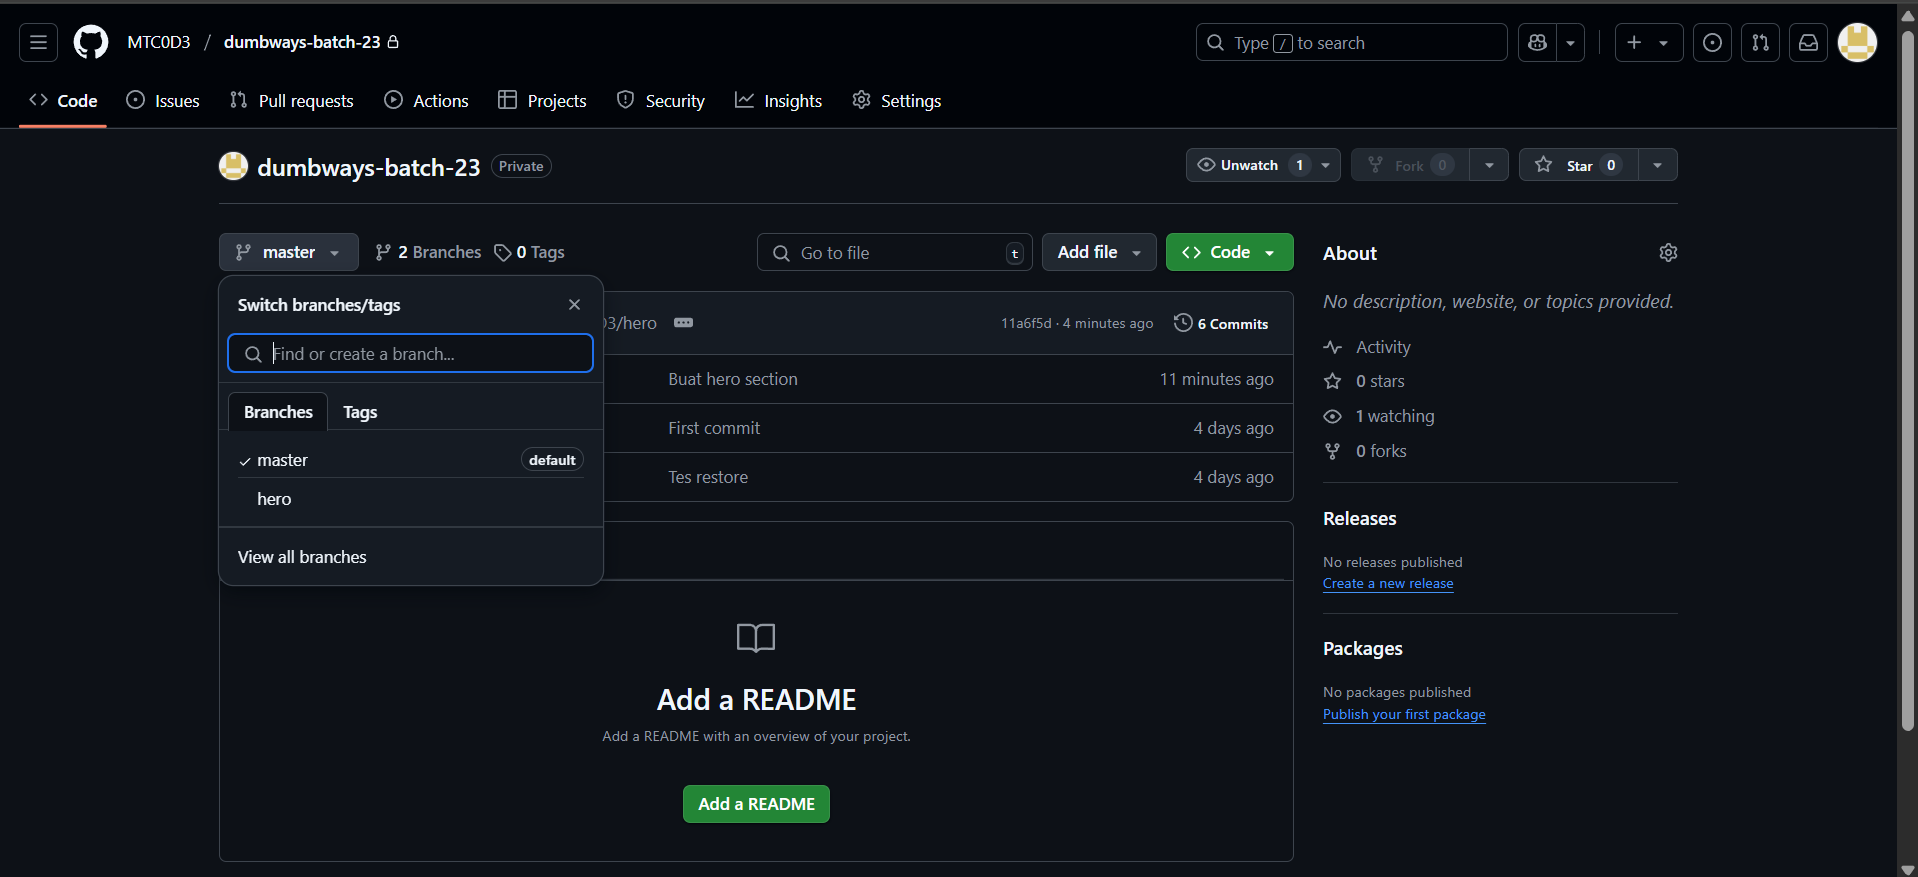 MTC0D3 / dumbways-batch-23
Type / to search
Code
Issues
Pull requests
Actions
Projects
Security
Insights
Settings
dumbways-batch-23 Private
Unwatch 1
Fork 0
Star 0
master
2 Branches
0 Tags
Go to file t
Add file
Code
Switch branches/tags
Find or create a branch...
Branches
Tags
master default
hero
View all branches
3/hero
11a6f5d · 4 minutes ago
6 Commits
Buat hero section 11 minutes ago
First commit 4 days ago
Tes restore 4 days ago
Add a README
Add a README with an overview of your project.
Add a README
About
No description, website, or topics provided.
Activity
0 stars
1 watching
0 forks
Releases
No releases published
Create a new release
Packages
No packages published
Publish your first package